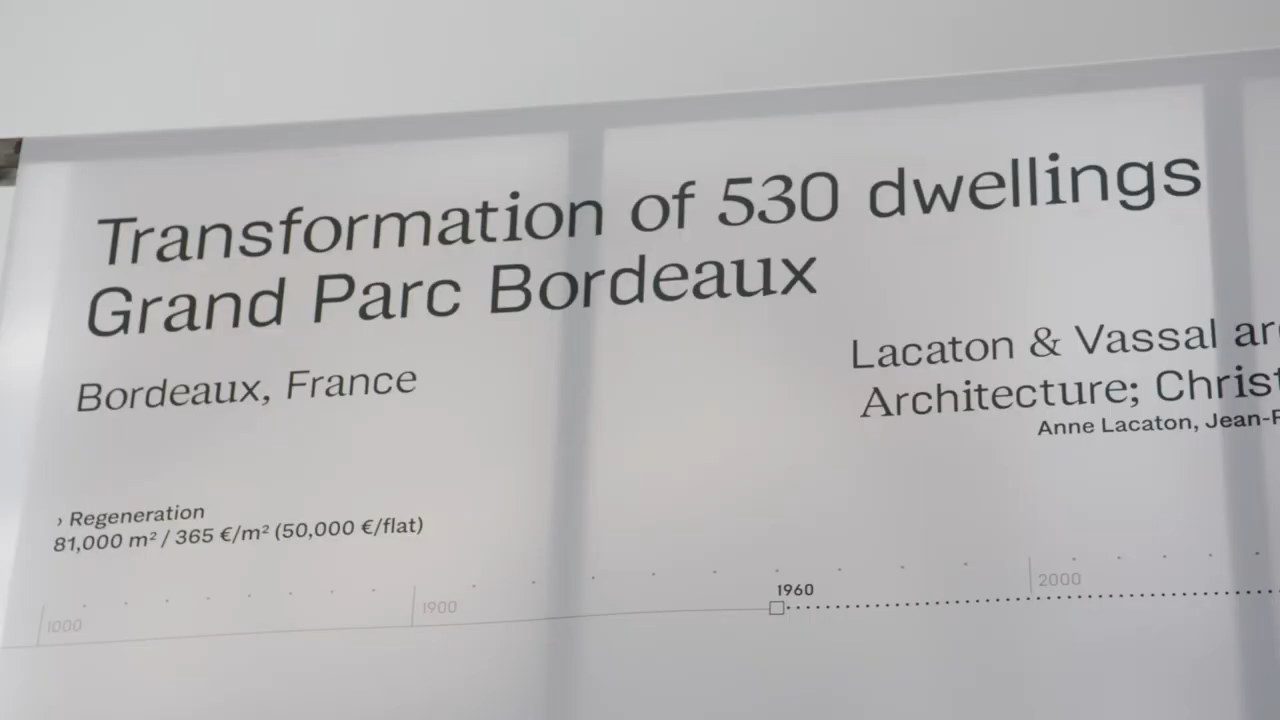 Transformation of 530 dwellings
Grand Parc Bordeaux
Bordeaux, France
Lacaton & Vassal
Architecture;
Anne Lacaton,
› Regeneration
81,000 m² / 365 €/m² (50,000 €/flat)
1000
1900
1960
2000